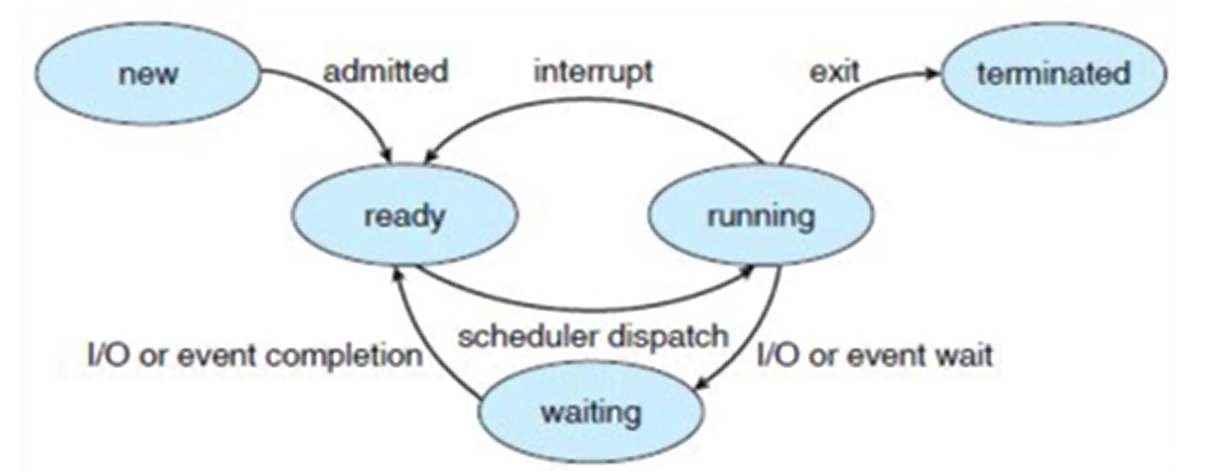 new
admitted
interrupt
exit
terminated
ready
running
scheduler dispatch
I/O or event completion
I/O or event wait
waiting